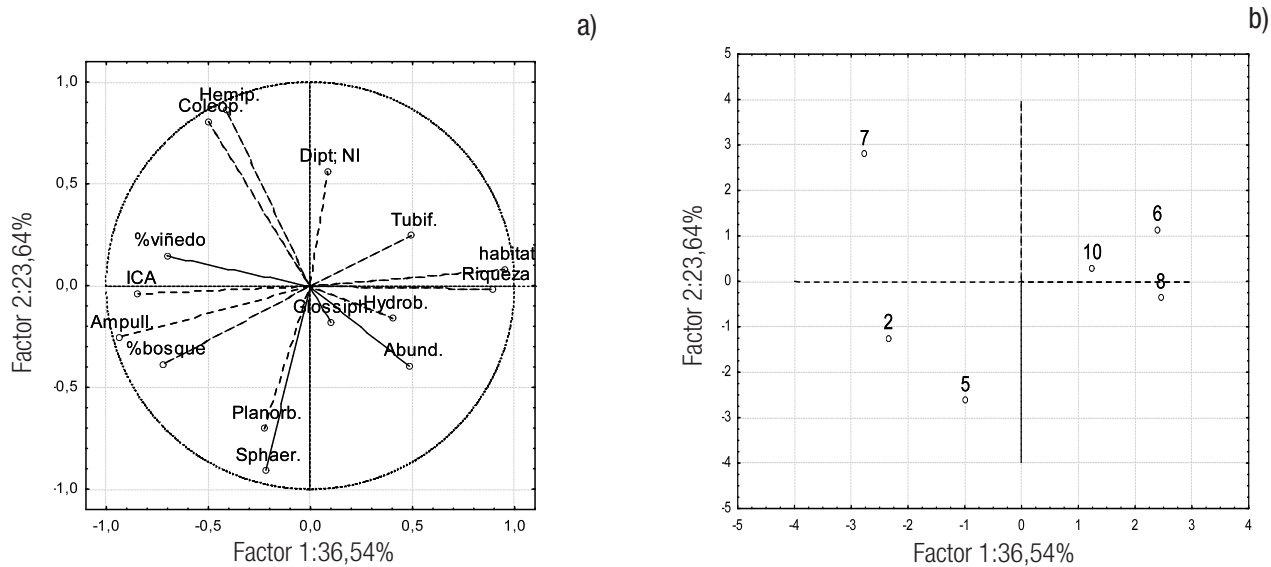 a)
1,0
0,5
0,0
-0,5
-1,0
-1,0
-0,5
0,0
0,5
1,0
Factor 2:23,64%
Factor 1:36,54%
Hemip.
Coleop.
Dipt; NI
Tubif.
%viñedo
habitat
ICA
Riqueza
Glossiph.
Hydrob.
Ampull.
%bosque
Abund.
Planorb.
Sphaer.
b)
5
4
3
2
1
0
-1
-2
-3
-4
-5
-5
-4
-3
-2
-1
0
1
2
3
4
Factor 2:23,64%
Factor 1:36,54%
7
6
10
8
2
5